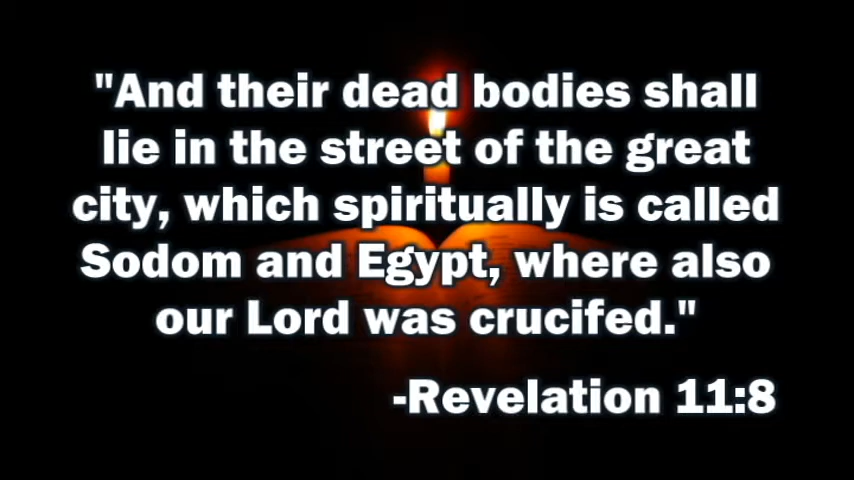 "And their dead bodies shall
lie in the street of the great
city, which spiritually is called
Sodom and Egypt, where also
our Lord was crucifed."
-Revelation 11:8